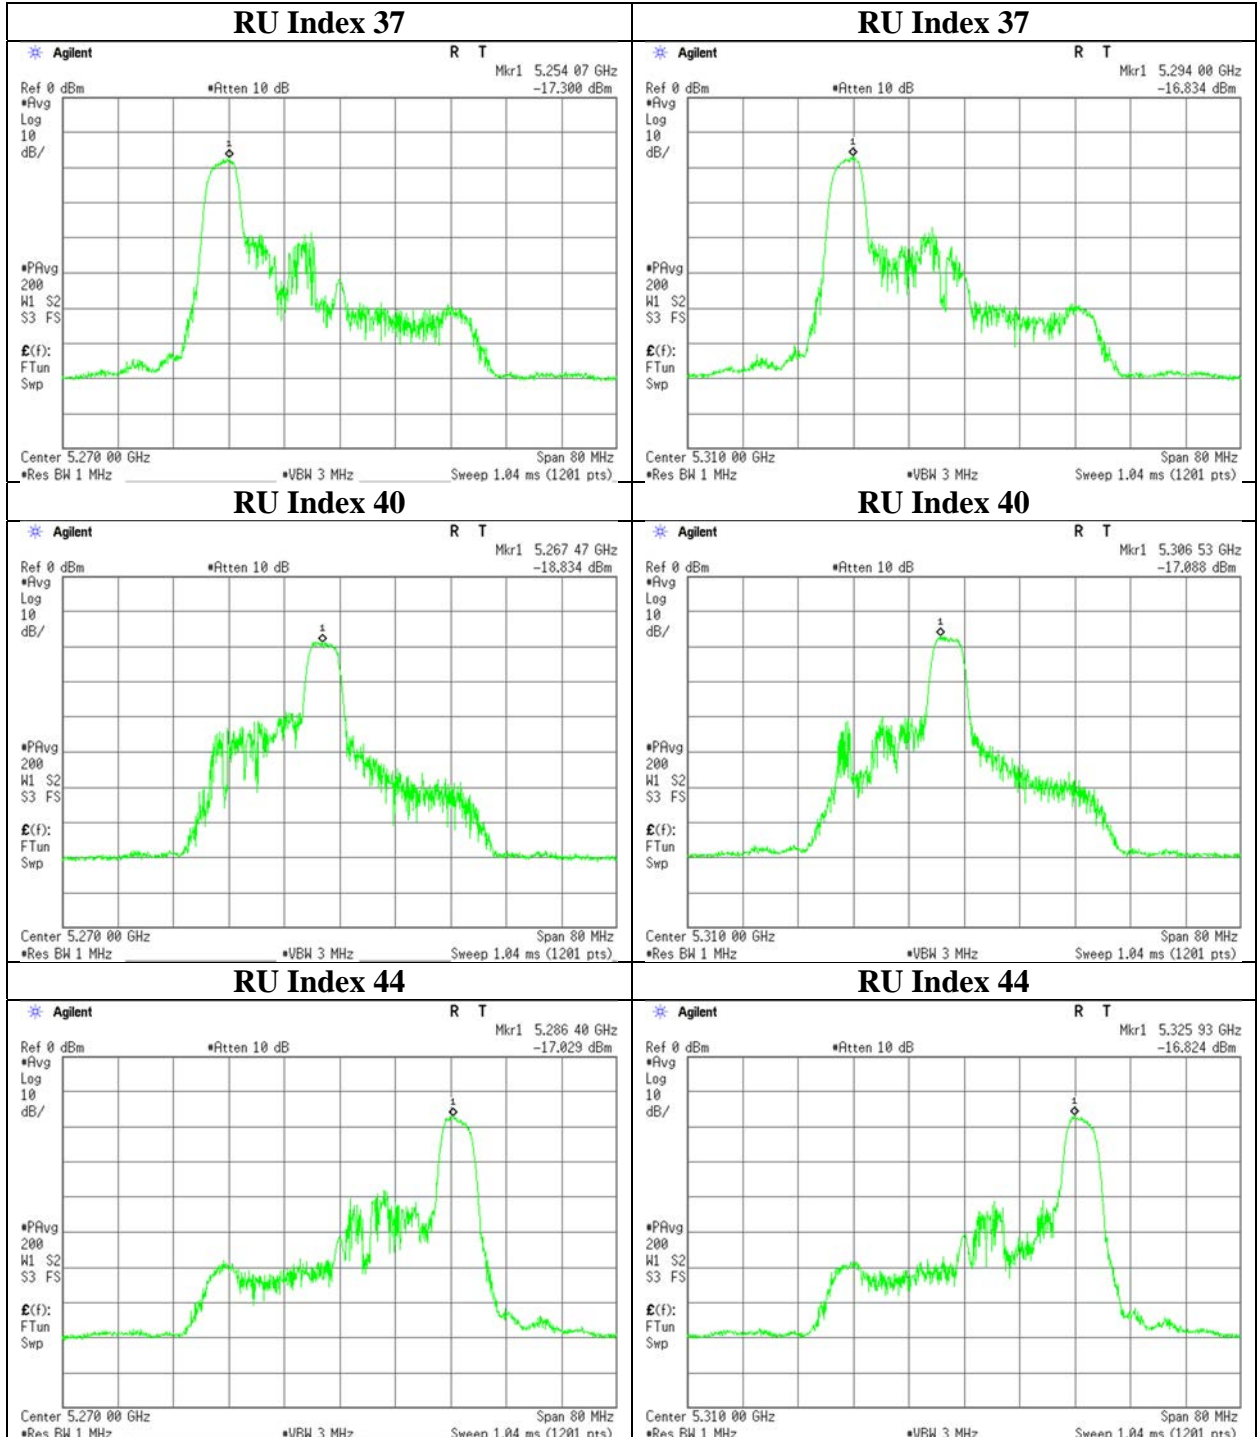 RU Index 37
Agilent
R T
Mkr1 5.254 07 GHz
Ref 0 dBm #Atten 10 dB -17.300 dBm
#Avg
Log
10
dB/
1
#PAvg
200
W1 S2
S3 FS
£(f):
FTun
Swp
Center 5.270 00 GHz Span 80 MHz
#Res BW 1 MHz #VBW 3 MHz Sweep 1.04 ms (1201 pts)
RU Index 37
Agilent
R T
Mkr1 5.294 00 GHz
Ref 0 dBm #Atten 10 dB -16.834 dBm
#Avg
Log
10
dB/
1
#PAvg
200
W1 S2
S3 FS
£(f):
FTun
Swp
Center 5.310 00 GHz Span 80 MHz
#Res BW 1 MHz #VBW 3 MHz Sweep 1.04 ms (1201 pts)
RU Index 40
Agilent
R T
Mkr1 5.267 47 GHz
Ref 0 dBm #Atten 10 dB -18.834 dBm
#Avg
Log
10
dB/
1
#PAvg
200
W1 S2
S3 FS
£(f):
FTun
Swp
Center 5.270 00 GHz Span 80 MHz
#Res BW 1 MHz #VBW 3 MHz Sweep 1.04 ms (1201 pts)
RU Index 40
Agilent
R T
Mkr1 5.306 53 GHz
Ref 0 dBm #Atten 10 dB -17.088 dBm
#Avg
Log
10
dB/
1
#PAvg
200
W1 S2
S3 FS
£(f):
FTun
Swp
Center 5.310 00 GHz Span 80 MHz
#Res BW 1 MHz #VBW 3 MHz Sweep 1.04 ms (1201 pts)
RU Index 44
Agilent
R T
Mkr1 5.286 40 GHz
Ref 0 dBm #Atten 10 dB -17.029 dBm
#Avg
Log
10
dB/
1
#PAvg
200
W1 S2
S3 FS
£(f):
FTun
Swp
Center 5.270 00 GHz Span 80 MHz
#Res BW 1 MHz #VBW 3 MHz Sweep 1.04 ms (1201 pts)
RU Index 44
Agilent
R T
Mkr1 5.325 93 GHz
Ref 0 dBm #Atten 10 dB -16.824 dBm
#Avg
Log
10
dB/
1
#PAvg
200
W1 S2
S3 FS
£(f):
FTun
Swp
Center 5.310 00 GHz Span 80 MHz
#Res BW 1 MHz #VBW 3 MHz Sweep 1.04 ms (1201 pts)